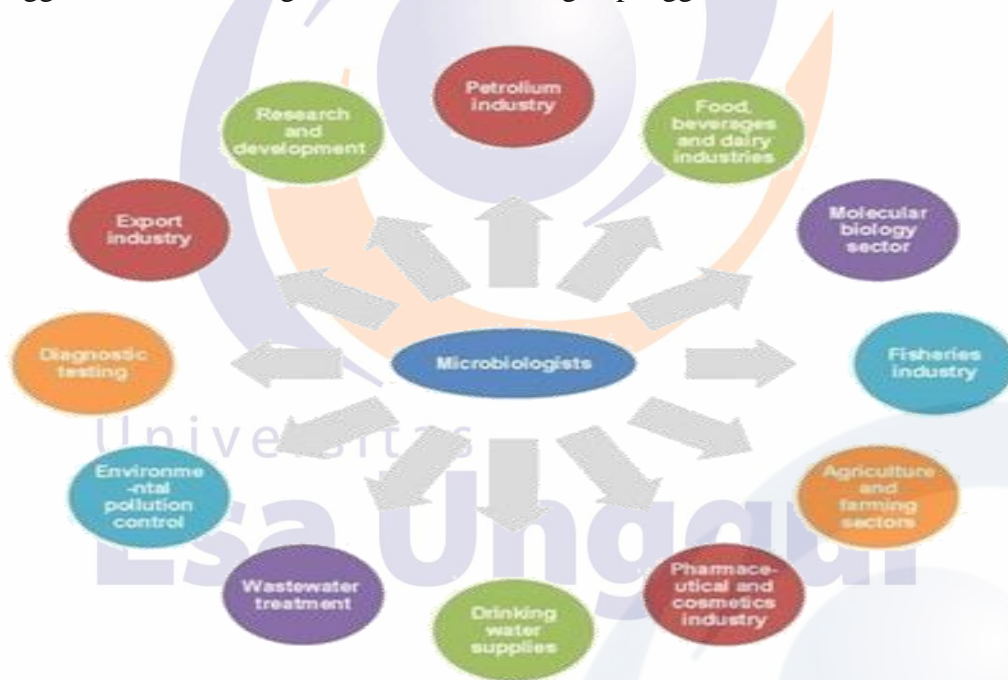 Petrolium
industry
Food,
beverages
and dairy
industries
Molecular
biology
sector
Fisheries
industry
Agriculture
and
farming
sectors
Pharmace-
utical and
cosmetics
industry
Drinking
water
supplies
Wastewater
treatment
Environme
-ntal
pollution
control
Diagnostic
testing
Export
industry
Research
and
development
Microbiologists
Universitas
Esa Unggul